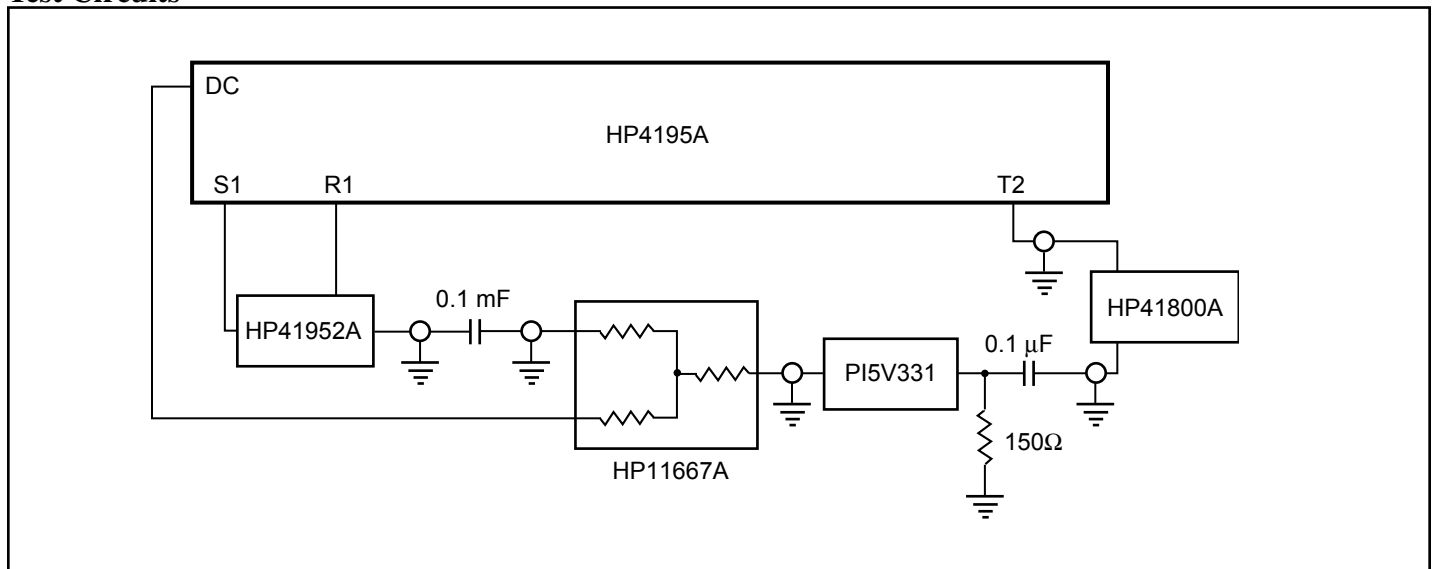 Test Circuits
DC
HP4195A
S1
R1
T2
HP41952A
0.1 mF
HP11667A
PI5V331
0.1 µF
150Ω
HP41800A